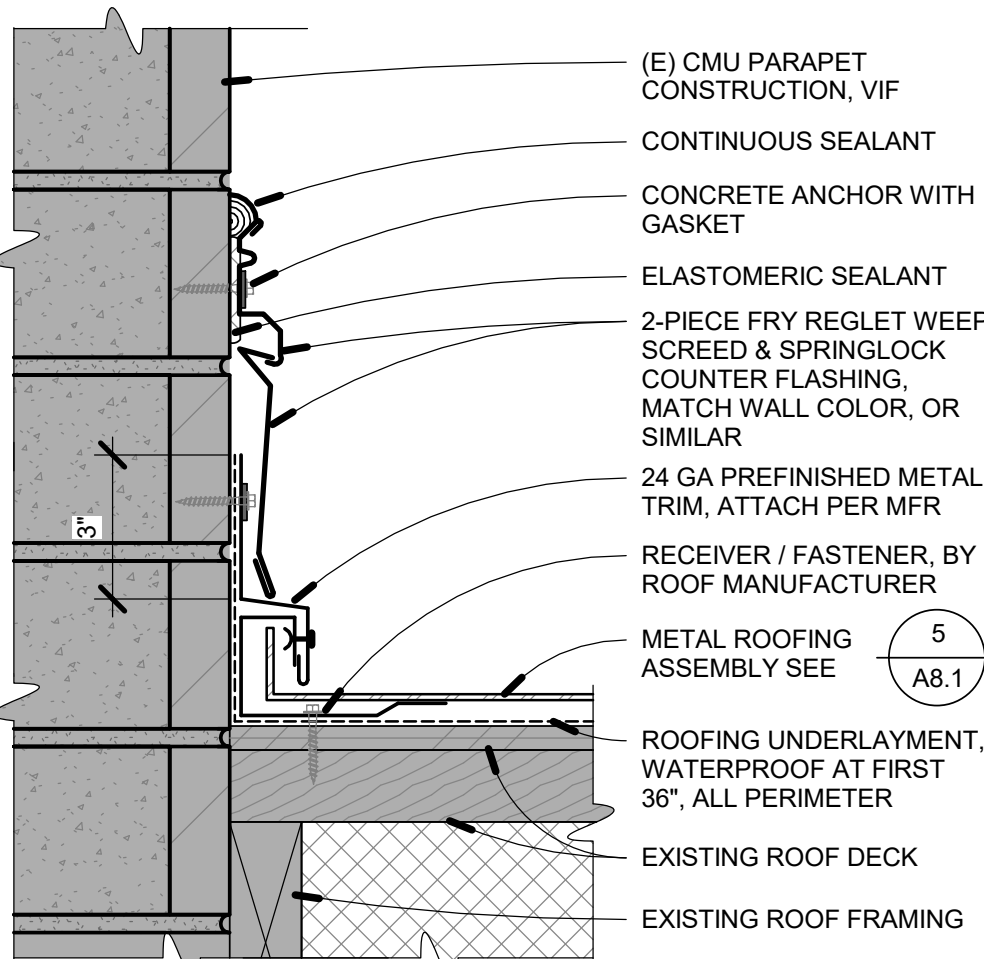 (E) CMU PARAPET
CONSTRUCTION, VIF
CONTINUOUS SEALANT
CONCRETE ANCHOR WITH
GASKET
ELASTOMERIC SEALANT
2-PIECE FRY REGLET WEEP
SCREED & SPRINGLOCK
COUNTER FLASHING,
MATCH WALL COLOR, OR
SIMILAR
24 GA PREFINISHED METAL
TRIM, ATTACH PER MFR
3"
RECEIVER / FASTENER, BY
ROOF MANUFACTURER
METAL ROOFING
ASSEMBLY SEE
5
A8.1
ROOFING UNDERLAYMENT,
WATERPROOF AT FIRST
36", ALL PERIMETER
EXISTING ROOF DECK
EXISTING ROOF FRAMING